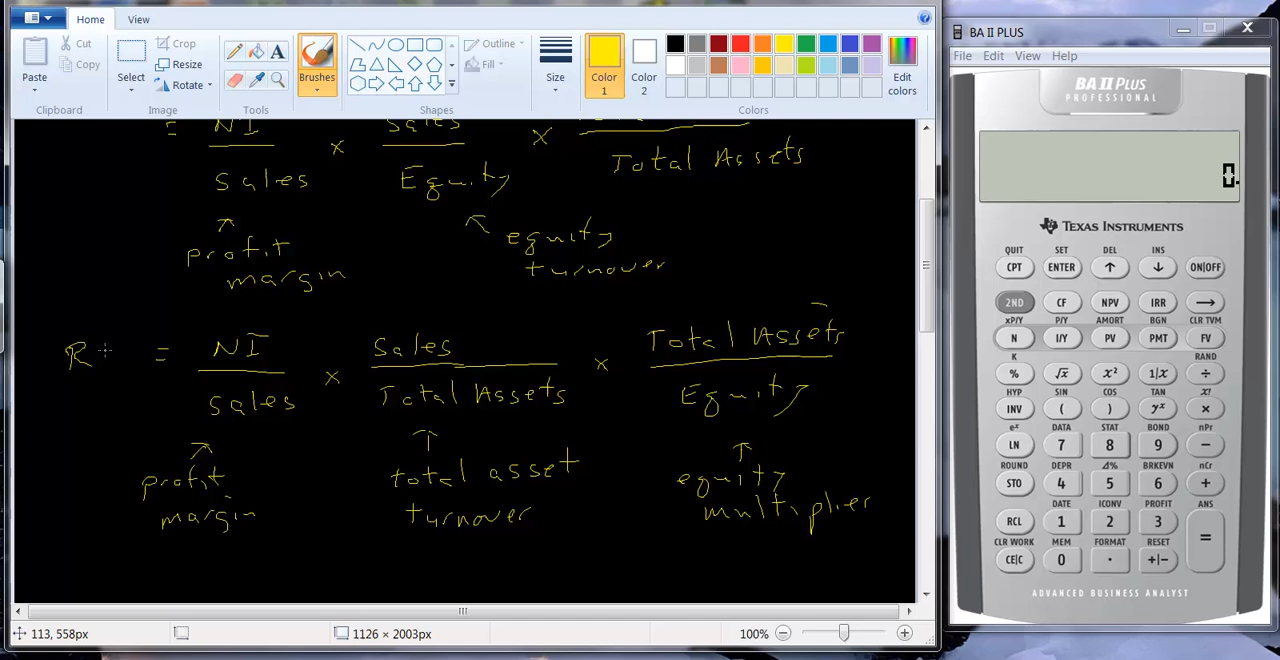 Home View
BA II PLUS
File Edit View Help
Paste
Cut
Copy
Select
Crop
Resize
Rotate
A
Brushes
Outline
Fill
Size
Color 1
Color 2
Edit colors
Clipboard
Image
Tools
Shapes
Colors
BA II PLUS
PROFESSIONAL
0.
TEXAS INSTRUMENTS
= NI × Sales ×
Sales Equity Total Assets
profit margin
equity turnover
R = NI × Sales × Total Assets
Sales Total Assets Equity
profit margin
total asset turnover
equity multiplier
QUIT SET DEL INS
CPT ENTER ↑ ↓ ON|OFF
2ND CF NPV IRR →
xP/Y P/Y AMORT BGN CLR TVM
N I/Y PV PMT FV
K RAND
% √x x² 1/x ÷
HYP SIN COS TAN x!
INV ( ) yˣ ×
eˣ DATA STAT BOND nPr
LN 7 8 9 −
ROUND DEPR Δ% BRKEVN nCr
STO 4 5 6 +
MEM DATE ICONV PROFIT ANS
RCL 1 2 3 =
CLR WORK MEM FORMAT RESET
CE|C 0 . +|−
ADVANCED BUSINESS ANALYST
113, 558px
1126 × 2003px
100%